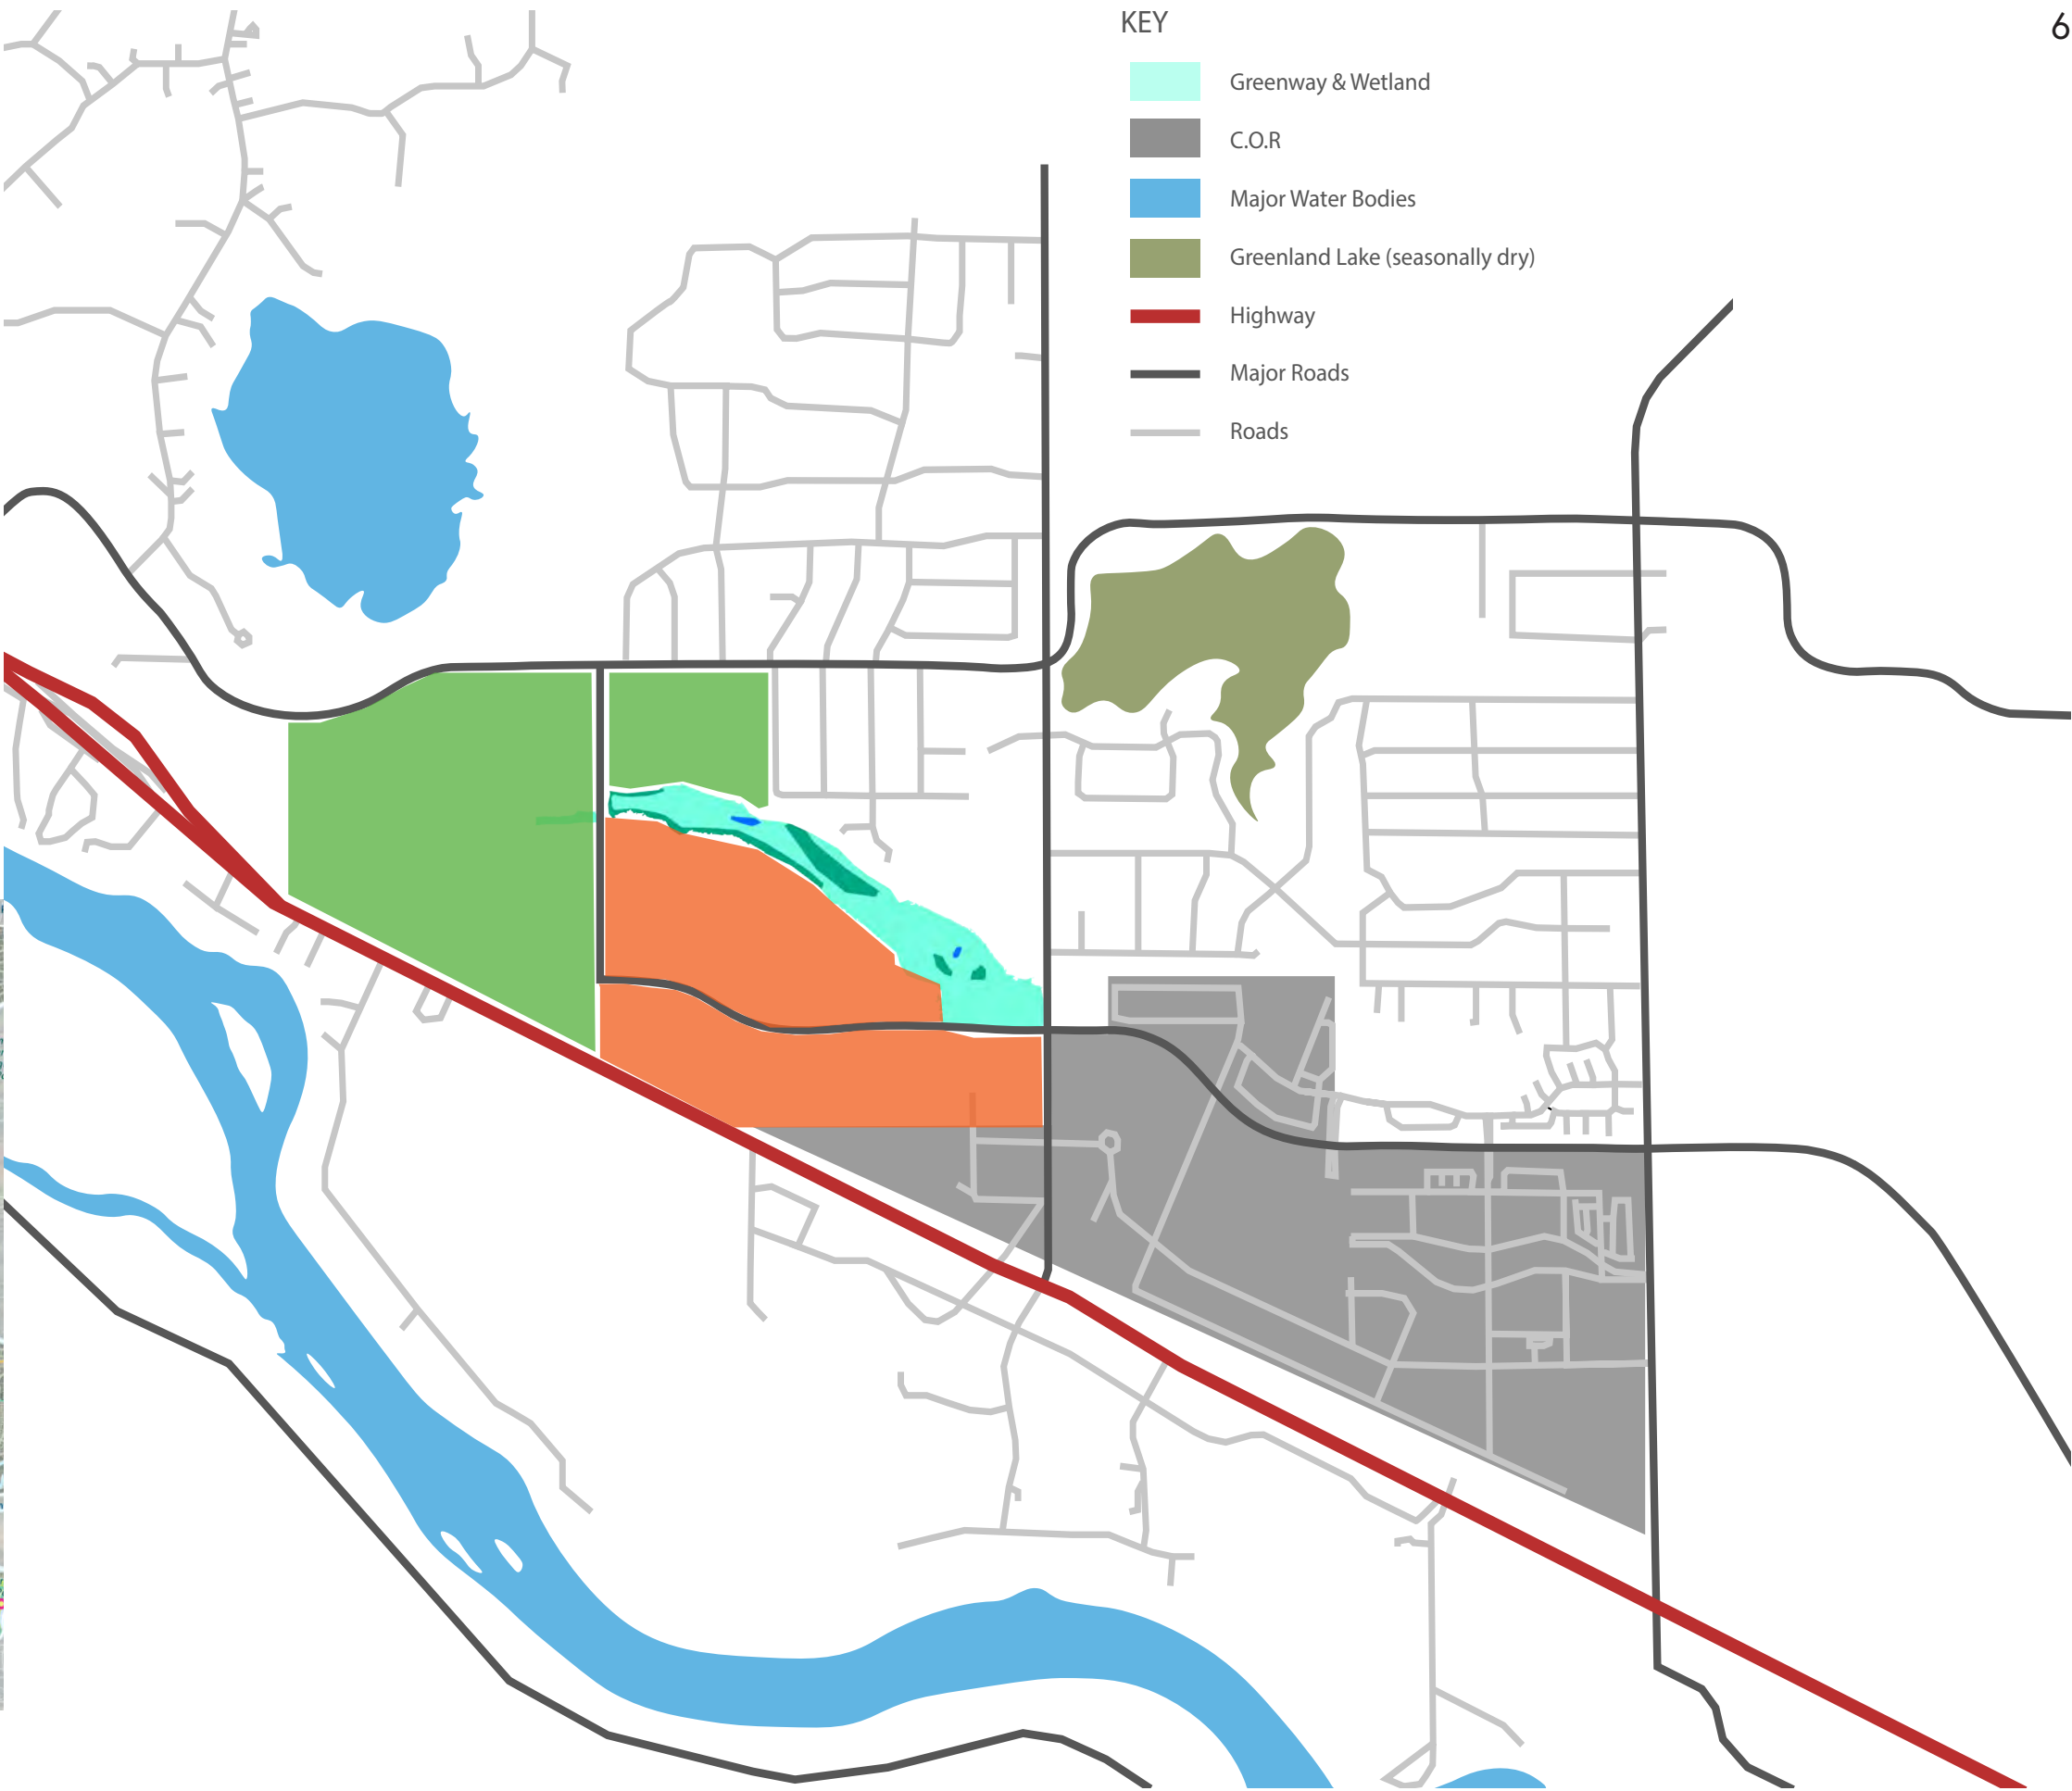 KEY
6
Greenway & Wetland
C.O.R
Major Water Bodies
Greenland Lake (seasonally dry)
Highway
Major Roads
Roads